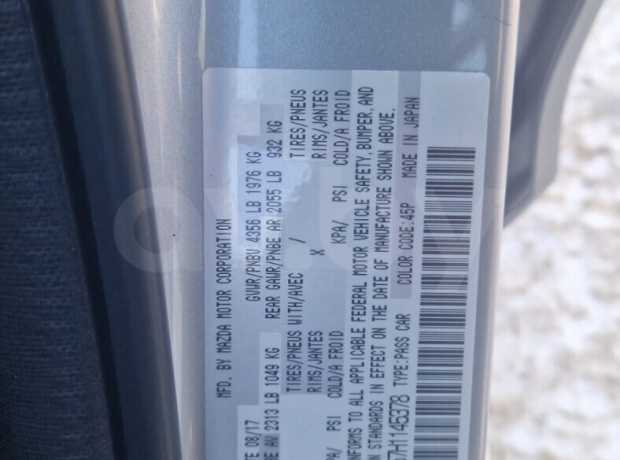 MFD. BY MAZDA MOTOR CORPORATION
08/17 GVWR/PNBV 4356 LB 1976 KG
AV 2313 LB 1049 KG REAR GAWR/PNBE AR 2055 LB 932 KG
TIRES/PNEUS WITH/AVEC / TIRES/PNEUS
RIMS/JANTES X RIMS/JANTES
PSI COLD/A FROID KPA/ PSI COLD/A FROID
TO ALL APPLICABLE FEDERAL MOTOR VEHICLE SAFETY, BUMPER, AND
STANDARDS IN EFFECT ON THE DATE OF MANUFACTURE SHOWN ABOVE.
H1146378 TYPE:PASS CAR COLOR CODE:45P MADE IN JAPAN